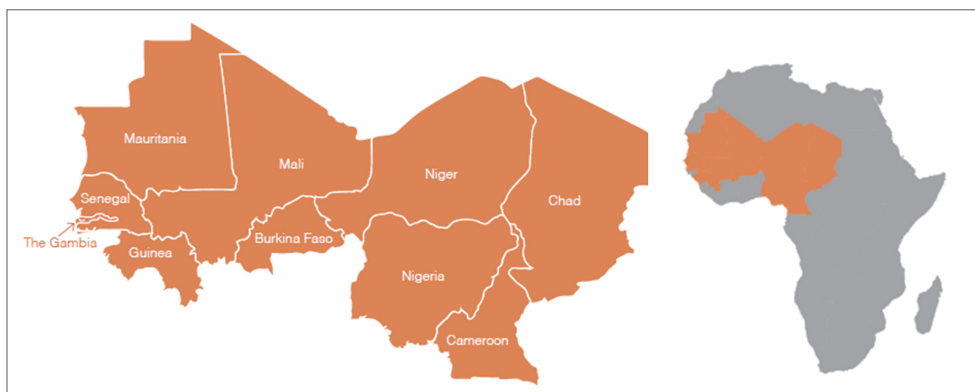 Mauritania
Mali
Niger
Chad
Senegal
The Gambia
Guinea
Burkina Faso
Nigeria
Cameroon